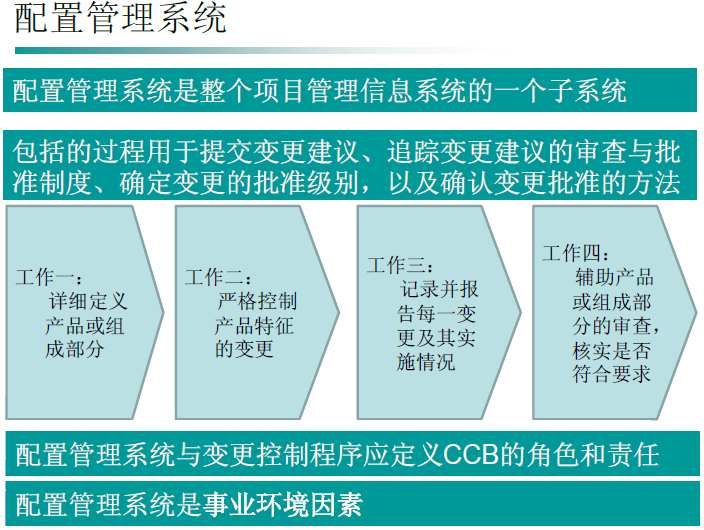 配置管理系统
配置管理系统是整个项目管理信息系统的一个子系统
包括的过程用于提交变更建议、追踪变更建议的审查与批
准制度、确定变更的批准级别，以及确认变更批准的方法
工作一：
详细定义
产品或组
成部分
工作二：
严格控制
产品特征
的变更
工作三：
记录并报
告每一变
更及其实
施情况
工作四：
辅助产品
或组成部
分的审查，
核实是否
符合要求
配置管理系统与变更控制程序应定义CCB的角色和责任
配置管理系统是事业环境因素